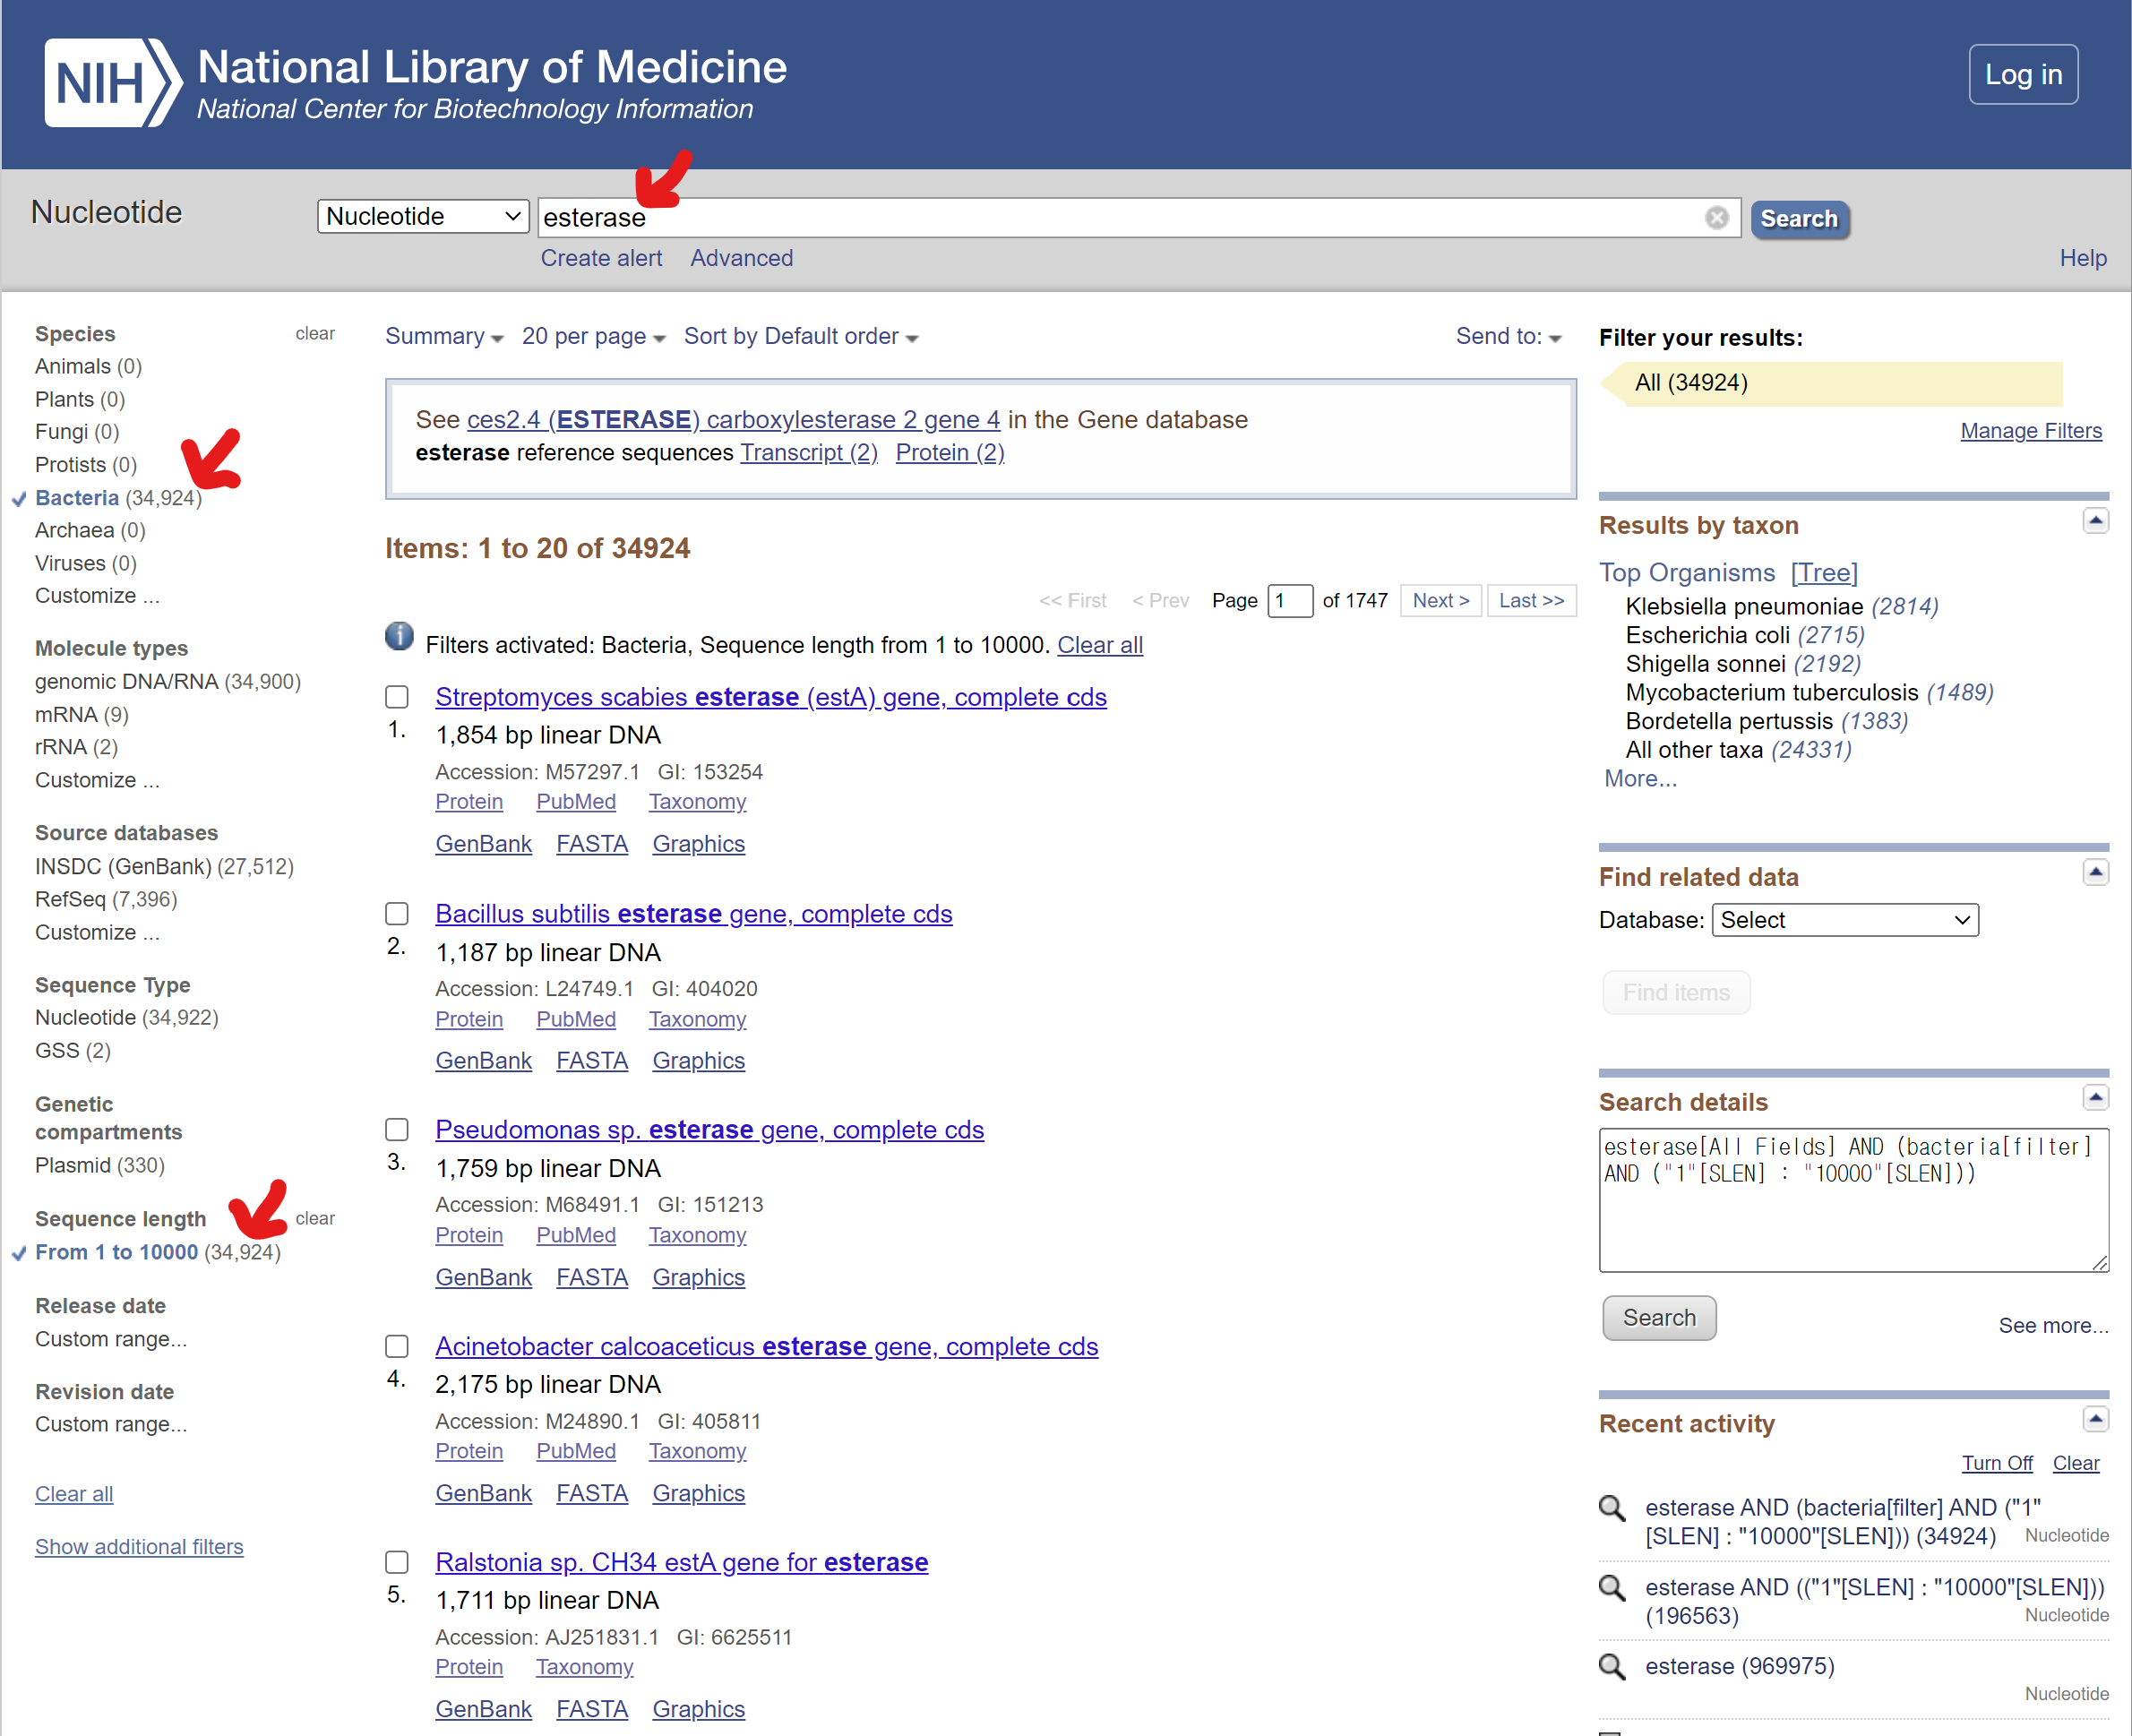 NIH
National Library of Medicine
National Center for Biotechnology Information
Log in
Nucleotide
Nucleotide
esterase
Search
Create alert Advanced
Help
Species clear
Animals (0)
Plants (0)
Fungi (0)
Protists (0)
Bacteria (34,924)
Archaea (0)
Viruses (0)
Customize ...
Molecule types
genomic DNA/RNA (34,900)
mRNA (9)
rRNA (2)
Customize ...
Source databases
INSDC (GenBank) (27,512)
RefSeq (7,396)
Customize ...
Sequence Type
Nucleotide (34,922)
GSS (2)
Genetic
compartments
Plasmid (330)
Sequence length clear
From 1 to 10000 (34,924)
Release date
Custom range...
Revision date
Custom range...
Clear all
Show additional filters
Summary 20 per page Sort by Default order Send to:
See ces2.4 (ESTERASE) carboxylesterase 2 gene 4 in the Gene database
esterase reference sequences Transcript (2) Protein (2)
Items: 1 to 20 of 34924
<< First < Prev Page 1 of 1747 Next > Last >>
Filters activated: Bacteria, Sequence length from 1 to 10000. Clear all
Streptomyces scabies esterase (estA) gene, complete cds
1. 1,854 bp linear DNA
Accession: M57297.1 GI: 153254
Protein PubMed Taxonomy
GenBank FASTA Graphics
Bacillus subtilis esterase gene, complete cds
2. 1,187 bp linear DNA
Accession: L24749.1 GI: 404020
Protein PubMed Taxonomy
GenBank FASTA Graphics
Pseudomonas sp. esterase gene, complete cds
3. 1,759 bp linear DNA
Accession: M68491.1 GI: 151213
Protein PubMed Taxonomy
GenBank FASTA Graphics
Acinetobacter calcoaceticus esterase gene, complete cds
4. 2,175 bp linear DNA
Accession: M24890.1 GI: 405811
Protein PubMed Taxonomy
GenBank FASTA Graphics
Ralstonia sp. CH34 estA gene for esterase
5. 1,711 bp linear DNA
Accession: AJ251831.1 GI: 6625511
Protein Taxonomy
GenBank FASTA Graphics
Filter your results:
All (34924)
Manage Filters
Results by taxon
Top Organisms [Tree]
Klebsiella pneumoniae (2814)
Escherichia coli (2715)
Shigella sonnei (2192)
Mycobacterium tuberculosis (1489)
Bordetella pertussis (1383)
All other taxa (24331)
More...
Find related data
Database: Select
Find items
Search details
esterase[All Fields] AND (bacteria[filter]
AND ("1"[SLEN] : "10000"[SLEN]))
Search
See more...
Recent activity
Turn Off Clear
esterase AND (bacteria[filter] AND ("1"
[SLEN] : "10000"[SLEN])) (34924) Nucleotide
esterase AND (("1"[SLEN] : "10000"[SLEN]))
(196563) Nucleotide
esterase (969975)
Nucleotide